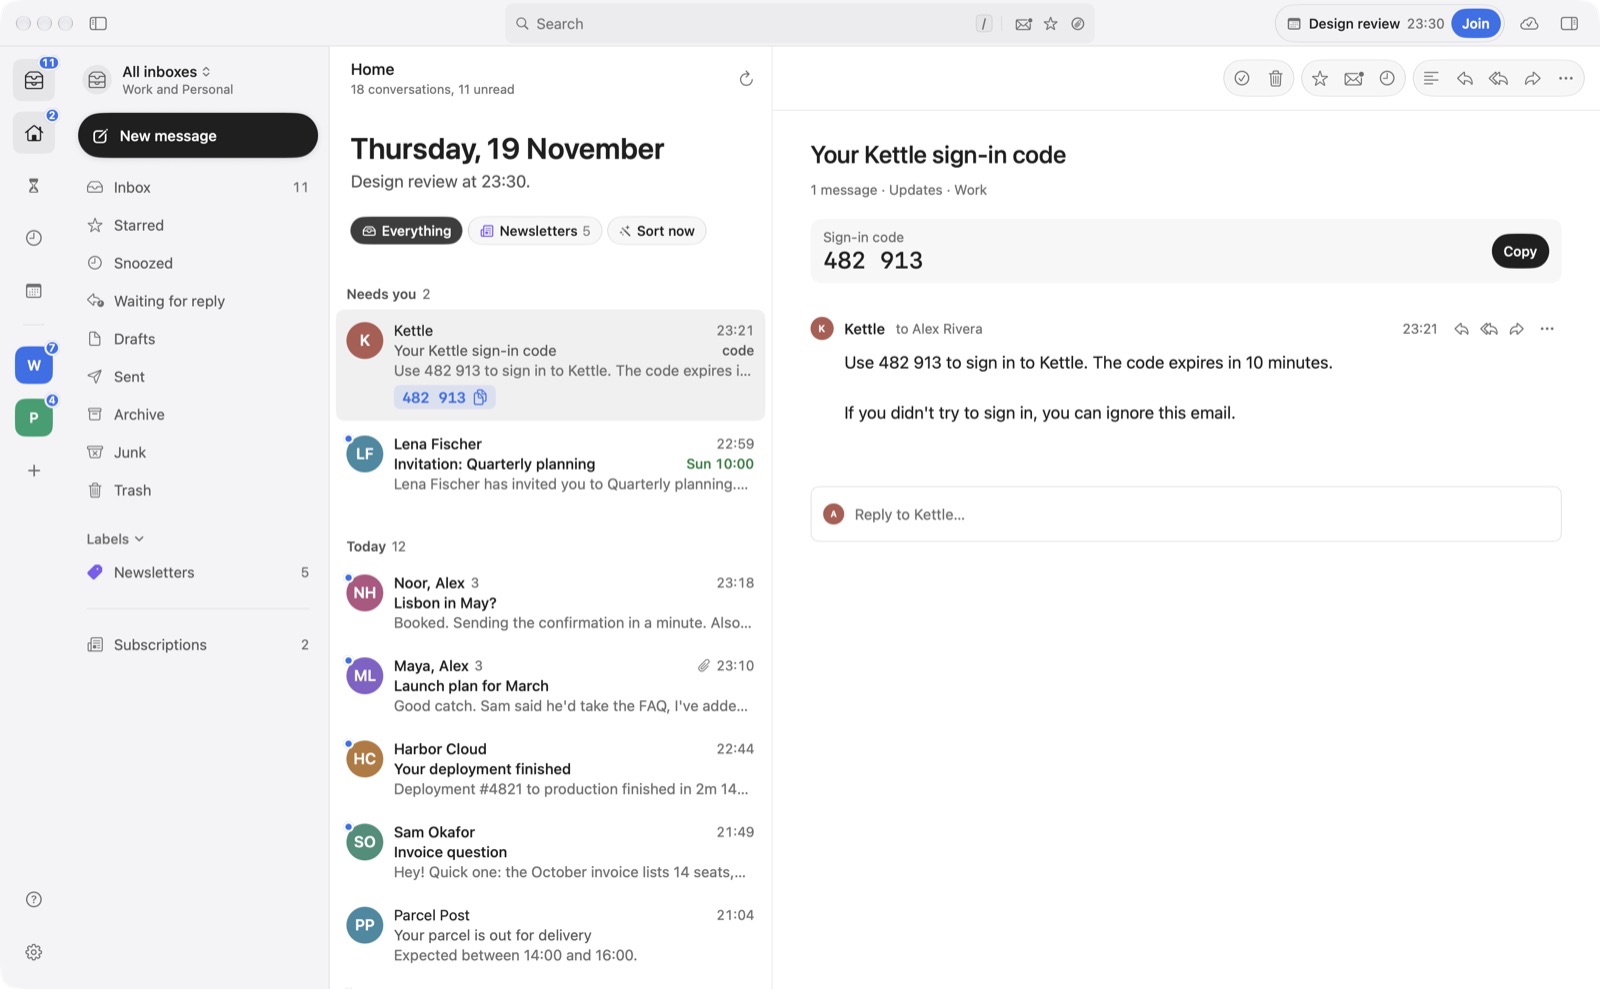 Search
/
Design review 23:30
Join
11
2
W
7
P
4
All inboxes
Work and Personal
New message
Inbox 11
Starred
Snoozed
Waiting for reply
Drafts
Sent
Archive
Junk
Trash
Labels
Newsletters 5
Subscriptions 2
Home
18 conversations, 11 unread
Thursday, 19 November
Design review at 23:30.
Everything
Newsletters 5
Sort now
Needs you 2
K
Kettle 23:21
Your Kettle sign-in code code
Use 482 913 to sign in to Kettle. The code expires i...
482 913
LF
Lena Fischer 22:59
Invitation: Quarterly planning Sun 10:00
Lena Fischer has invited you to Quarterly planning....
Today 12
NH
Noor, Alex 3 23:18
Lisbon in May?
Booked. Sending the confirmation in a minute. Also...
ML
Maya, Alex 3 23:10
Launch plan for March
Good catch. Sam said he'd take the FAQ, I've adde...
HC
Harbor Cloud 22:44
Your deployment finished
Deployment #4821 to production finished in 2m 14...
SO
Sam Okafor 21:49
Invoice question
Hey! Quick one: the October invoice lists 14 seats,...
PP
Parcel Post 21:04
Your parcel is out for delivery
Expected between 14:00 and 16:00.
Your Kettle sign-in code
1 message · Updates · Work
Sign-in code
482 913
Copy
K
Kettle to Alex Rivera 23:21
Use 482 913 to sign in to Kettle. The code expires in 10 minutes.
If you didn't try to sign in, you can ignore this email.
A
Reply to Kettle...